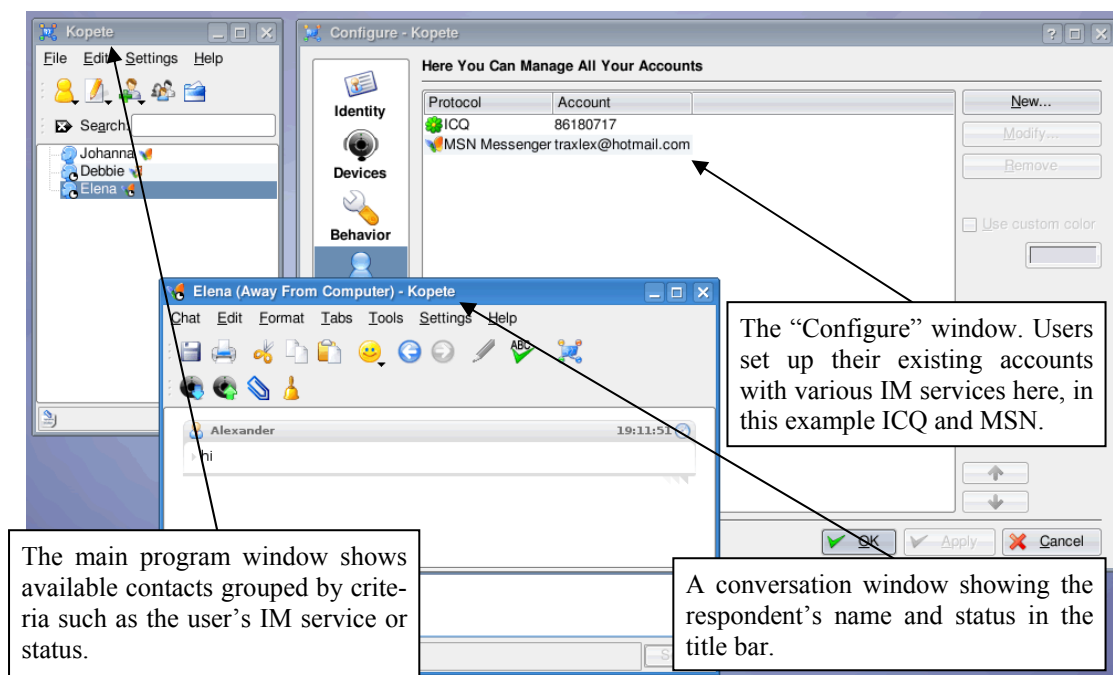 Kopete
File Edit Settings Help
Search:
Johanna
Debbie
Elena
Configure - Kopete
Identity
Devices
Behavior
Here You Can Manage All Your Accounts
Protocol Account
ICQ 86180717
MSN Messenger traxlex@hotmail.com
New...
Modify...
Remove
Use custom color
OK Apply Cancel
Elena (Away From Computer) - Kopete
Chat Edit Format Tabs Tools Settings Help
ABC
Alexander 19:11:51
hi
The “Configure” window. Users
set up their existing accounts
with various IM services here, in
this example ICQ and MSN.
The main program window shows
available contacts grouped by crite-
ria such as the user’s IM service or
status.
A conversation window showing the
respondent’s name and status in the
title bar.